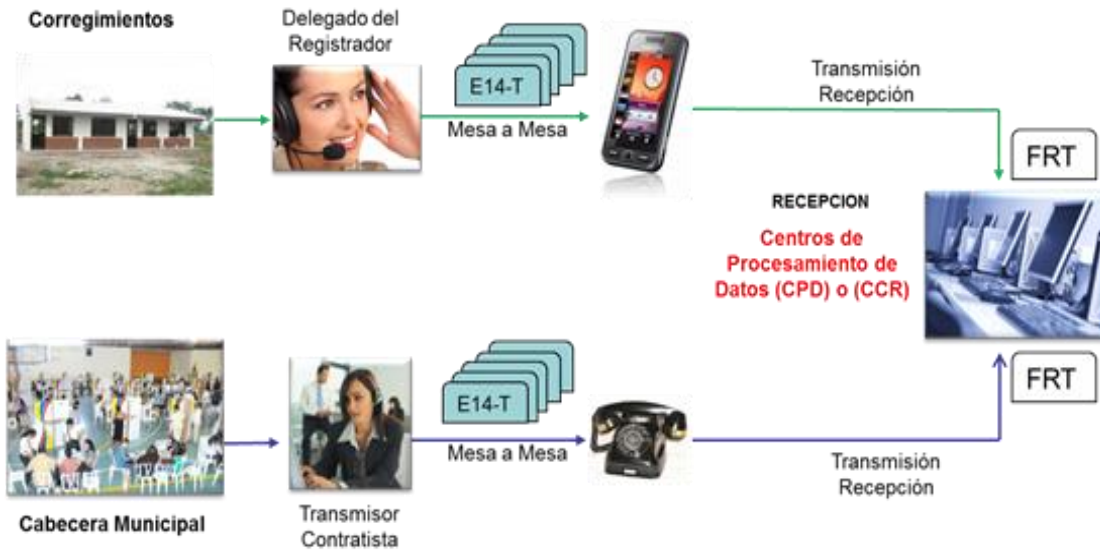 Corregimientos
Delegado del
Registrador
E14-T
Mesa a Mesa
Transmisión
Recepción
FRT
RECEPCION
Centros de
Procesamiento de
Datos (CPD) o (CCR)
Cabecera Municipal
Transmisor
Contratista
E14-T
Mesa a Mesa
Transmisión
Recepción
FRT